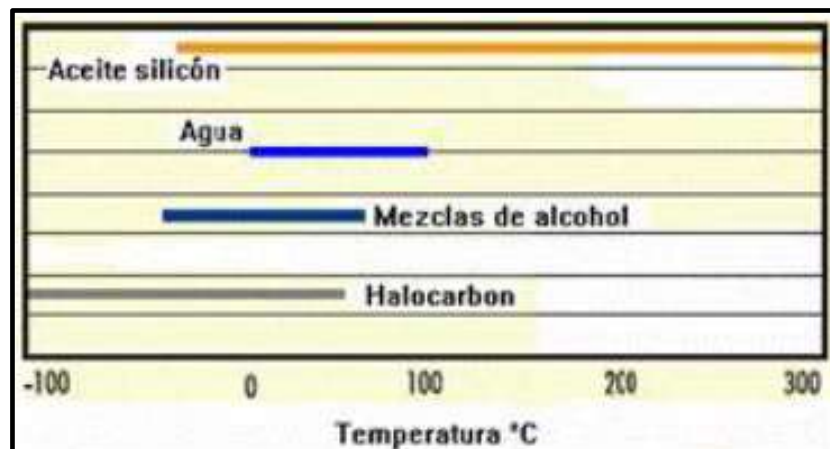 Aceite silicón
Agua
Mezclas de alcohol
Halocarbon
-100 0 100 200 300
Temperatura °C